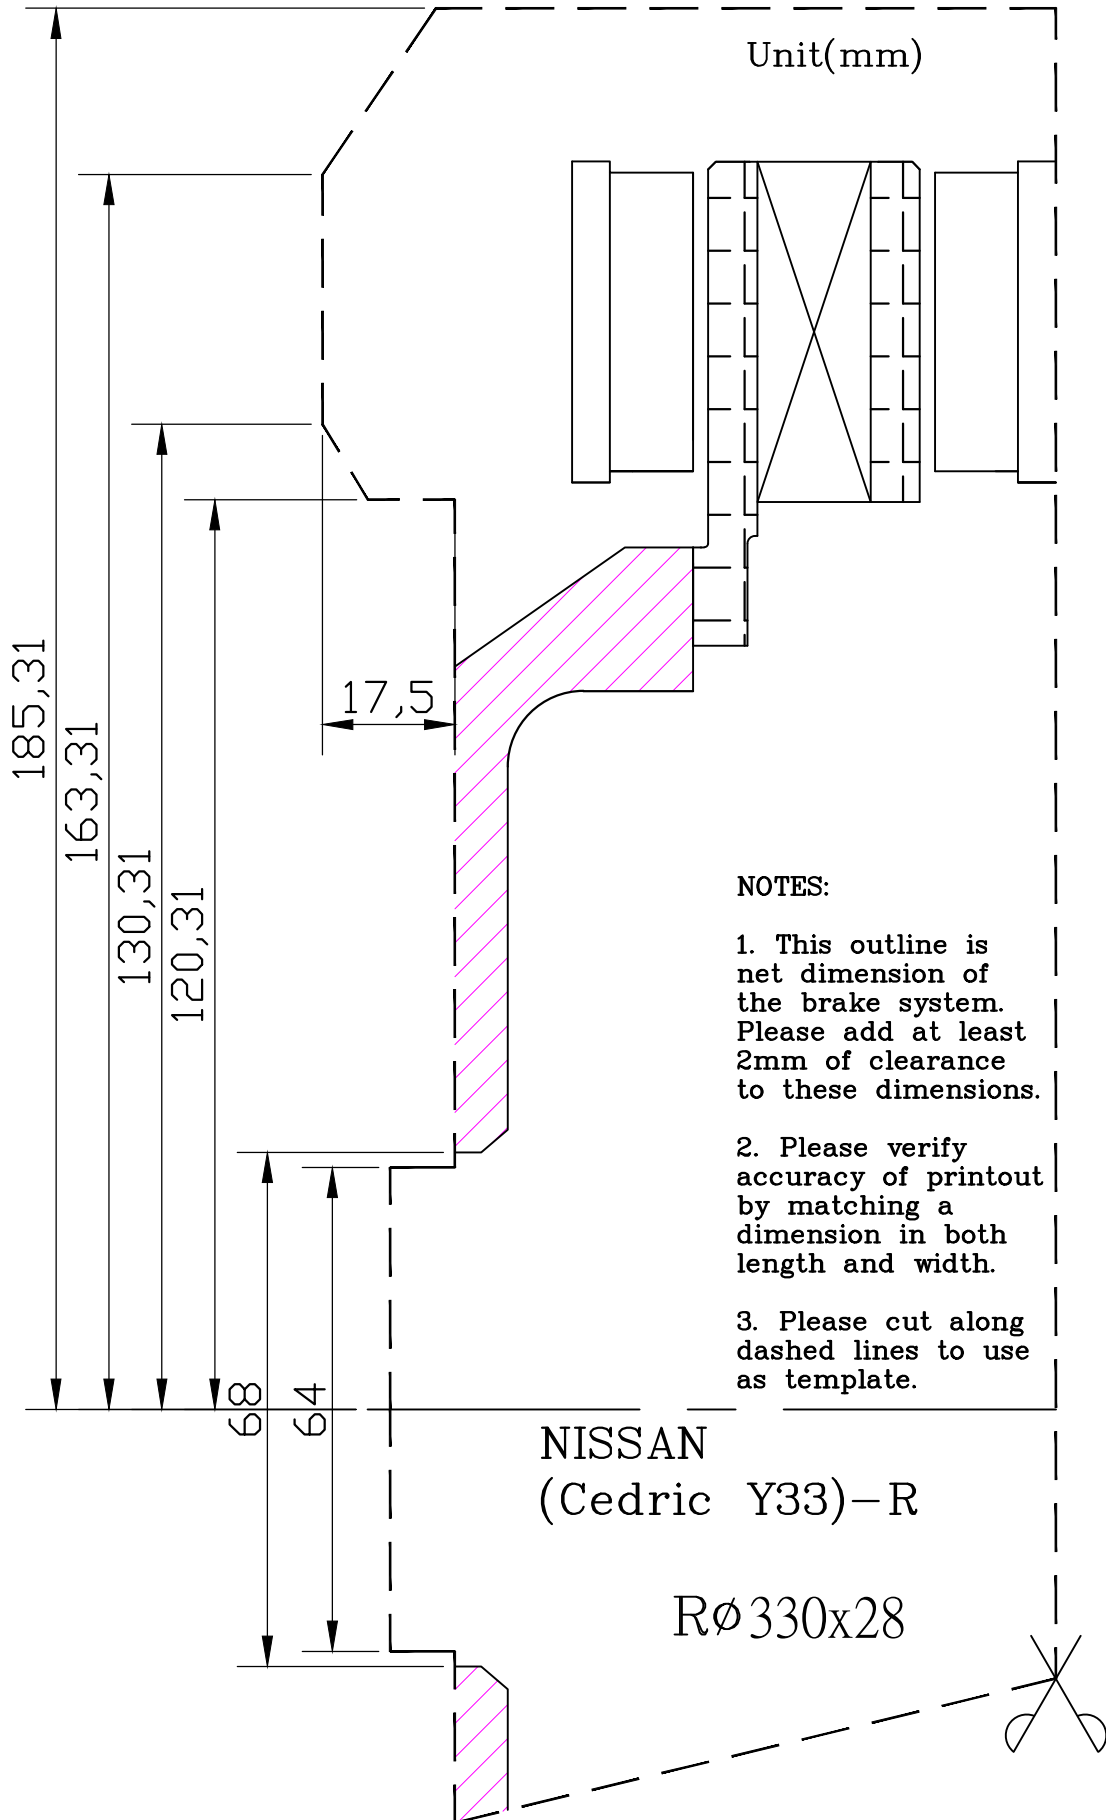 Unit(mm)
185,31
163,31
130,31
120,31
17,5
NOTES:
1. This outline is
net dimension of
the brake system.
Please add at least
2mm of clearance
to these dimensions.
2. Please verify
accuracy of printout
by matching a
dimension in both
length and width.
3. Please cut along
dashed lines to use
as template.
68
64
NISSAN
(Cedric Y33)-R
RØ330x28